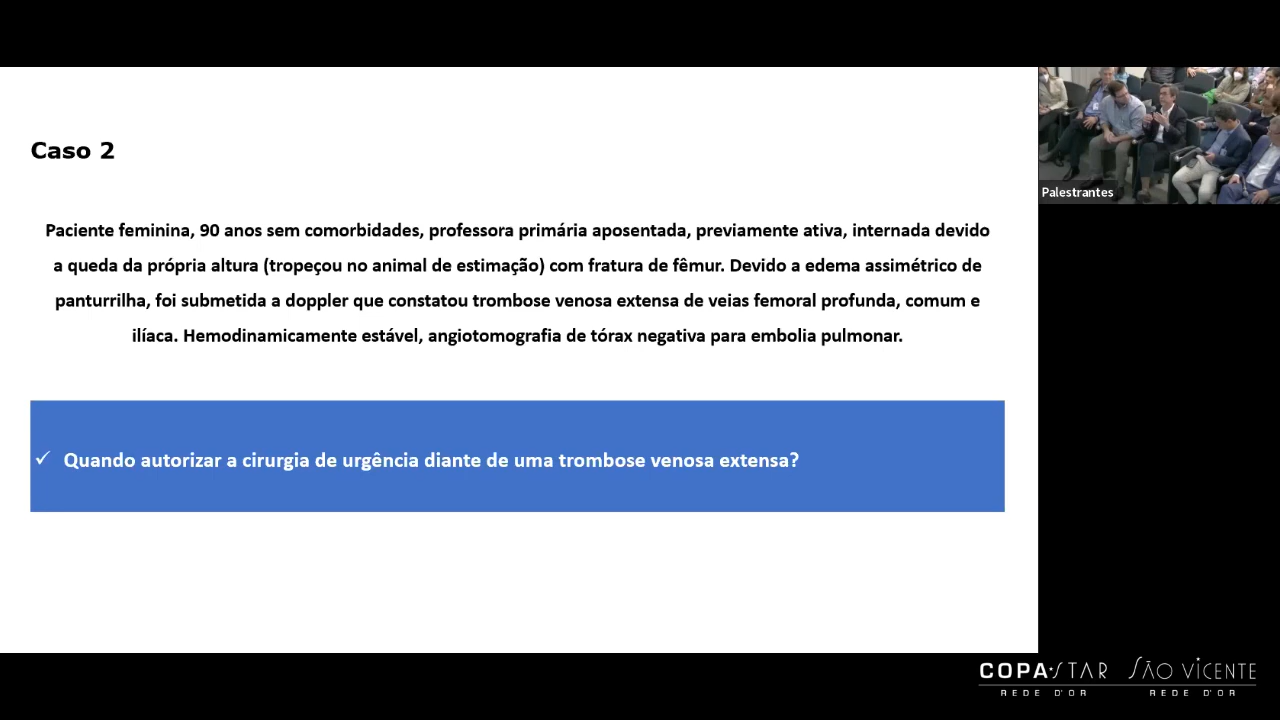 Caso 2
Paciente feminina, 90 anos sem comorbidades, professora primária aposentada, previamente ativa, internada devido
a queda da própria altura (tropeçou no animal de estimação) com fratura de fêmur. Devido a edema assimétrico de
panturrilha, foi submetida a doppler que constatou trombose venosa extensa de veias femoral profunda, comum e
ilíaca. Hemodinamicamente estável, angiotomografia de tórax negativa para embolia pulmonar.
✓ Quando autorizar a cirurgia de urgência diante de uma trombose venosa extensa?
Palestrantes
COPA STAR SÃO VICENTE
REDE D'OR REDE D'OR